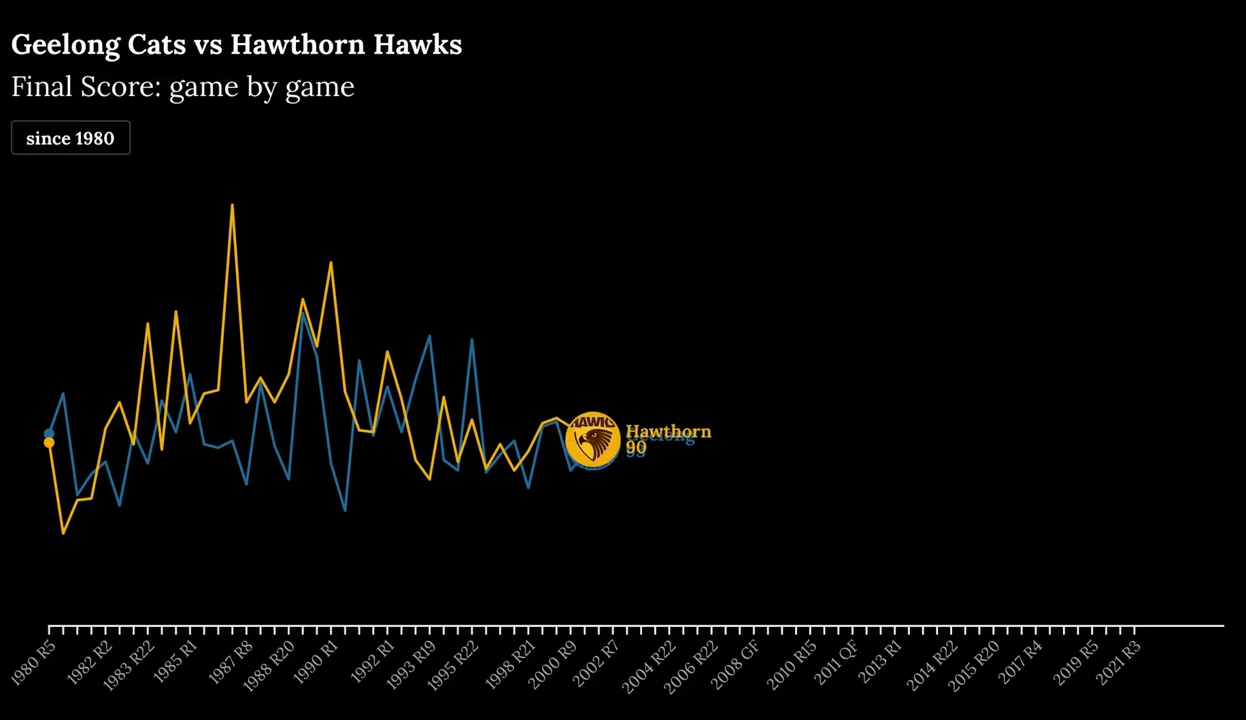 Geelong Cats vs Hawthorn Hawks
Final Score: game by game
since 1980
HAWKS
Hawthorn
Geelong
90
1980 R5
1982 R2
1983 R22
1985 R1
1987 R8
1988 R20
1990 R1
1992 R1
1993 R19
1995 R22
1998 R21
2000 R9
2002 R7
2004 R22
2006 R22
2008 GF
2010 R15
2011 QF
2013 R1
2014 R22
2015 R20
2017 R4
2019 R5
2021 R3